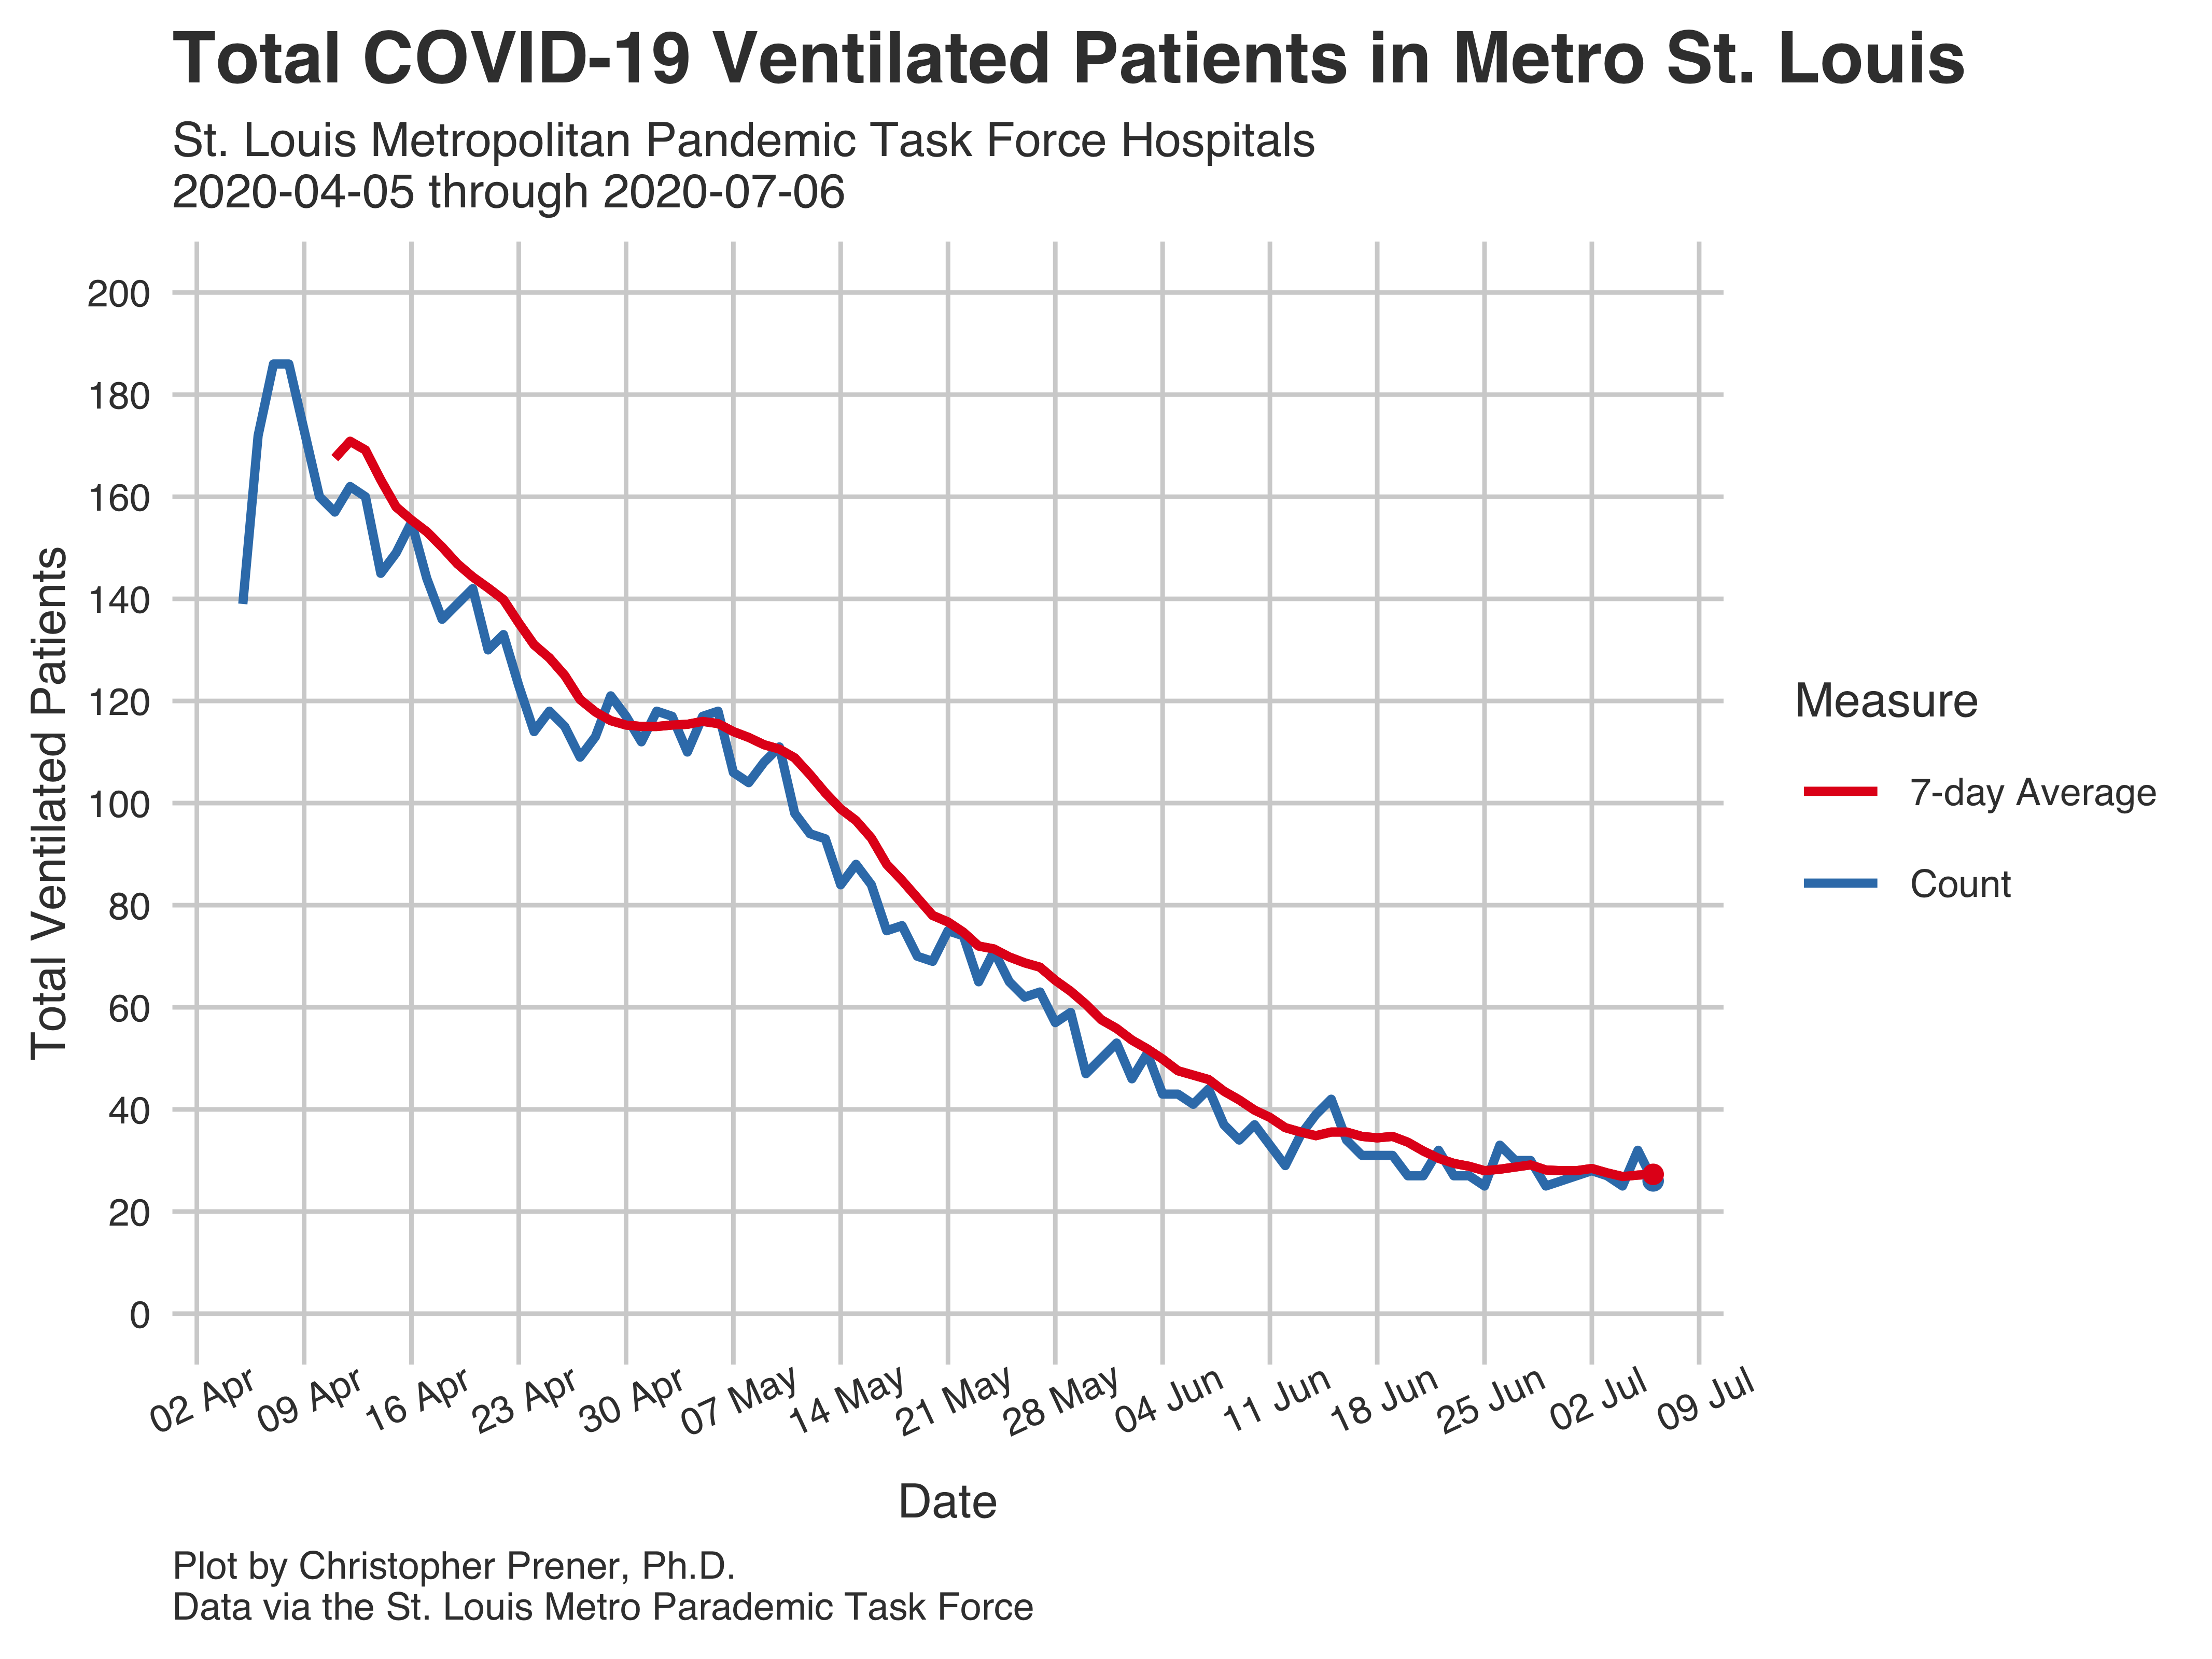 Total COVID-19 Ventilated Patients in Metro St. Louis
St. Louis Metropolitan Pandemic Task Force Hospitals
2020-04-05 through 2020-07-06
Total Ventilated Patients
200
180
160
140
120
100
80
60
40
20
0
02 Apr
09 Apr
16 Apr
23 Apr
30 Apr
07 May
14 May
21 May
28 May
04 Jun
11 Jun
18 Jun
25 Jun
02 Jul
09 Jul
Date
Measure
7-day Average
Count
Plot by Christopher Prener, Ph.D.
Data via the St. Louis Metro Parademic Task Force